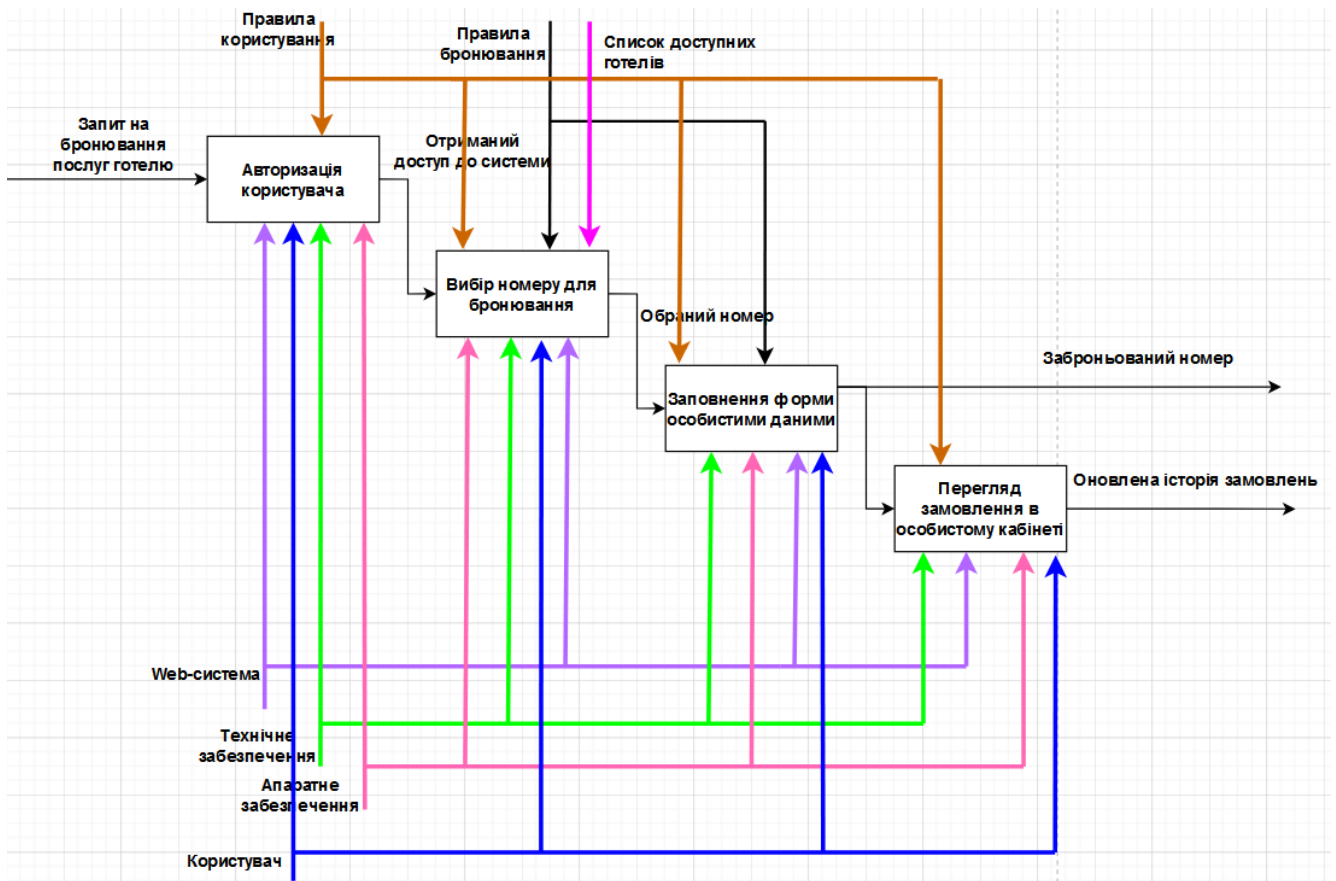 Правила
користування
Правила
бронювання
Список доступних
готелів
Запит на
бронювання
послуг готелю
Авторизація
користувача
Отриманий
доступ до системи
Вибір номеру для
бронювання
Обраний номер
Заповнення форми
особистими даними
Заброньований номер
Перегляд
замовлення в
особистому кабінеті
Оновлена історія замовлень
Web-система
Технічне
забезпечення
Апаратне
забезпечення
Користувач